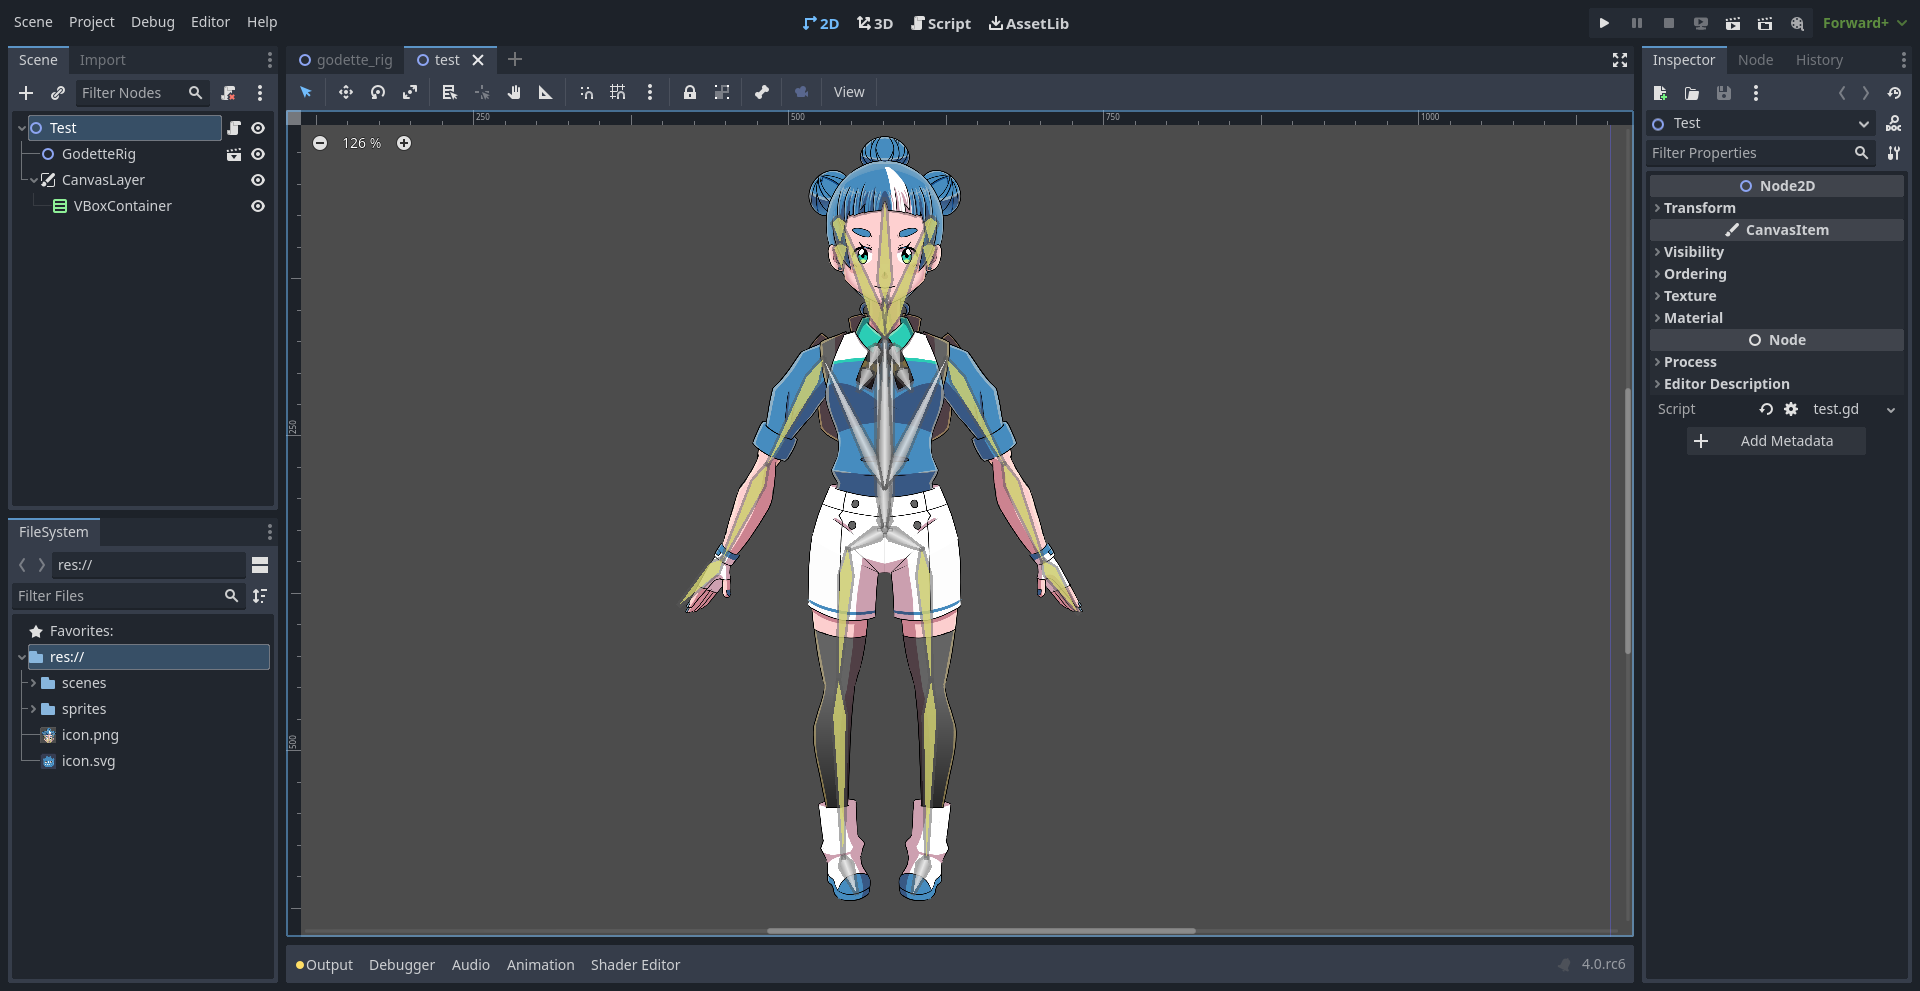 Scene Project Debug Editor Help
2D 3D Script AssetLib
Forward+
Scene Import
Filter Nodes
Test
GodetteRig
CanvasLayer
VBoxContainer
FileSystem
res://
Filter Files
Favorites:
res://
scenes
sprites
icon.png
icon.svg
godette_rig test
View
250 500 750 1000
126 %
250
500
Output Debugger Audio Animation Shader Editor
4.0.rc6
Inspector Node History
Test
DOC
Filter Properties
Node2D
Transform
CanvasItem
Visibility
Ordering
Texture
Material
Node
Process
Editor Description
Script test.gd
Add Metadata